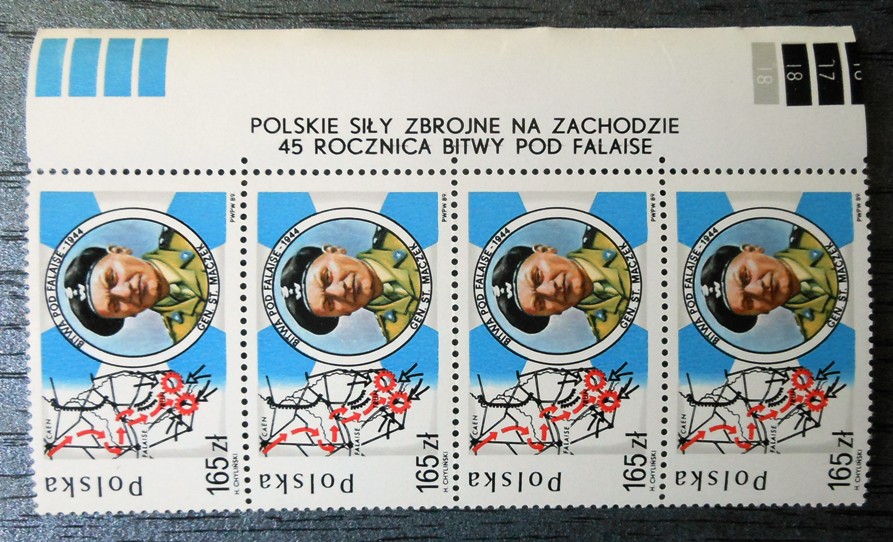 18 18 17
POLSKIE SIŁY ZBROJNE NA ZACHODZIE
45 ROCZNICA BITWY POD FALAISE
BITWA POD FALAISE-1944
GEN. ST. MACZEK
PWPW 89
CAEN
FALAISE
Polska
165 zł
H. CHYLIŃSKI
BITWA POD FALAISE-1944
GEN. ST. MACZEK
PWPW 89
CAEN
FALAISE
Polska
165 zł
H. CHYLIŃSKI
BITWA POD FALAISE-1944
GEN. ST. MACZEK
PWPW 89
CAEN
FALAISE
Polska
165 zł
H. CHYLIŃSKI
BITWA POD FALAISE-1944
GEN. ST. MACZEK
PWPW 89
CAEN
FALAISE
Polska
165 zł
H. CHYLIŃSKI